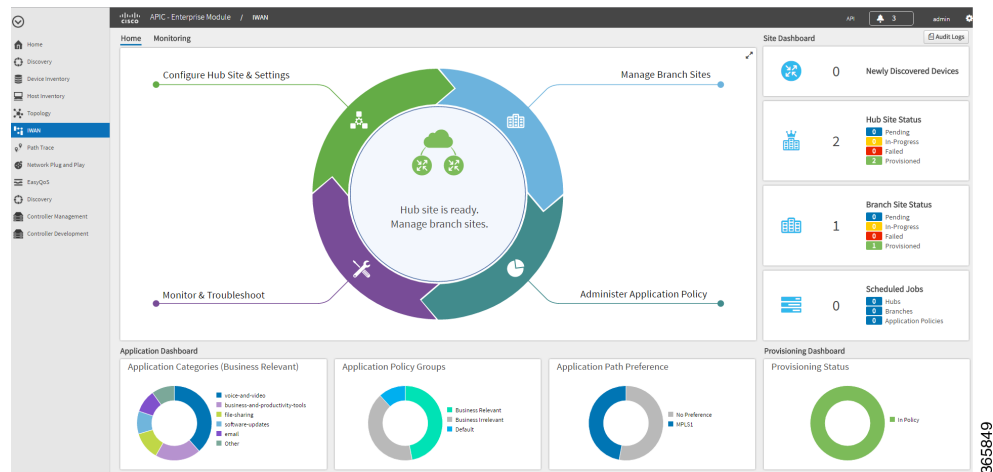 CISCO
APIC - Enterprise Module / IWAN
API
3
admin
Home
Discovery
Device Inventory
Host Inventory
Topology
IWAN
Path Trace
Network Plug and Play
EasyQoS
Discovery
Controller Management
Controller Development
Home Monitoring
Configure Hub Site & Settings
Manage Branch Sites
Hub site is ready.
Manage branch sites.
Monitor & Troubleshoot
Administer Application Policy
Site Dashboard
Audit Logs
0 Newly Discovered Devices
2
Hub Site Status
0 Pending
0 In-Progress
0 Failed
2 Provisioned
1
Branch Site Status
0 Pending
0 In-Progress
0 Failed
1 Provisioned
0
Scheduled Jobs
0 Hubs
0 Branches
0 Application Policies
Application Dashboard
Application Categories (Business Relevant)
voice-and-video
business-and-productivity-tools
file-sharing
software-updates
email
Other
Application Policy Groups
Business Relevant
Business Irrelevant
Default
Application Path Preference
No Preference
MPLS1
Provisioning Dashboard
Provisioning Status
In Policy
365849